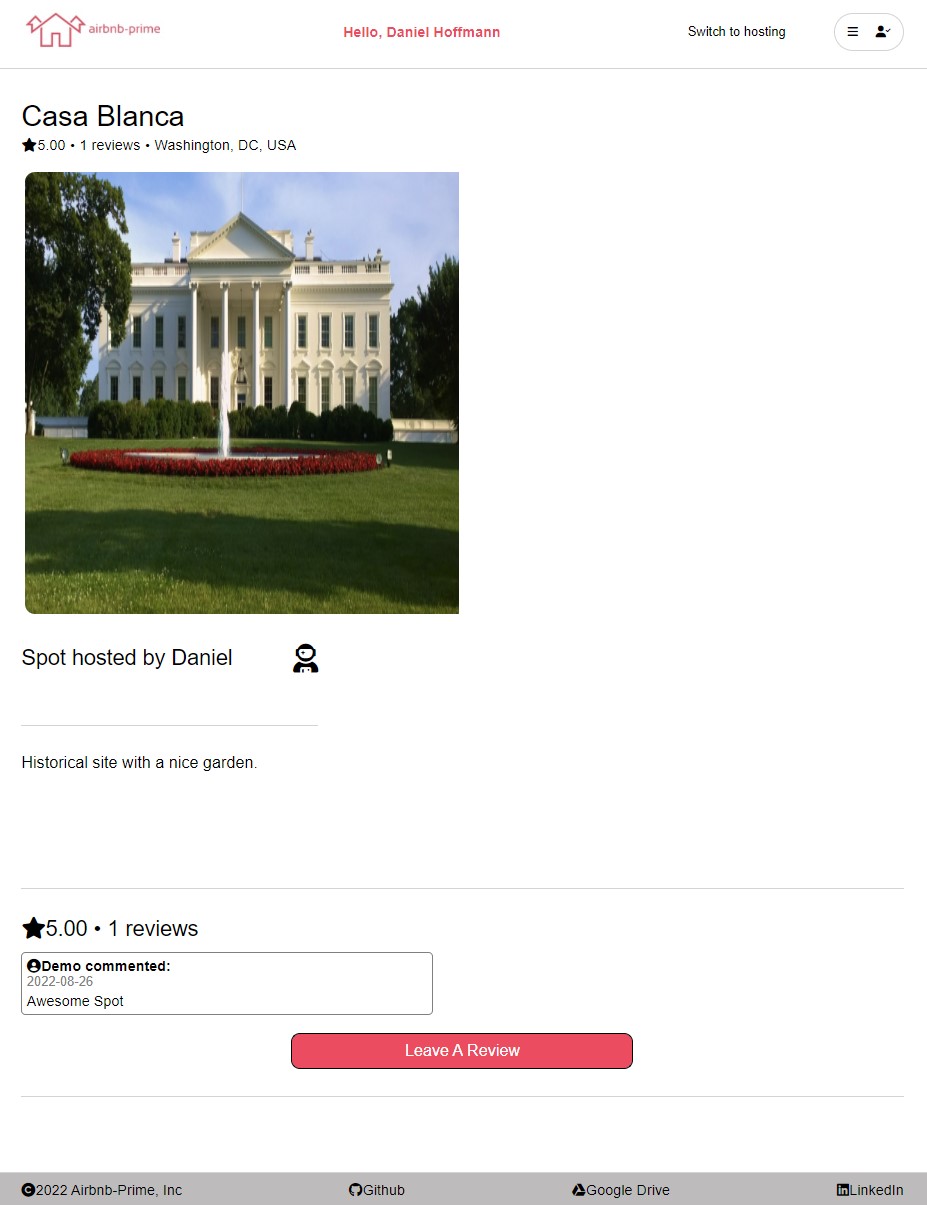 airbnb-prime
Hello, Daniel Hoffmann
Switch to hosting
Casa Blanca
5.00 • 1 reviews • Washington, DC, USA
Spot hosted by Daniel
Historical site with a nice garden.
5.00 • 1 reviews
Demo commented:
2022-08-26
Awesome Spot
Leave A Review
©2022 Airbnb-Prime, Inc
Github
Google Drive
LinkedIn